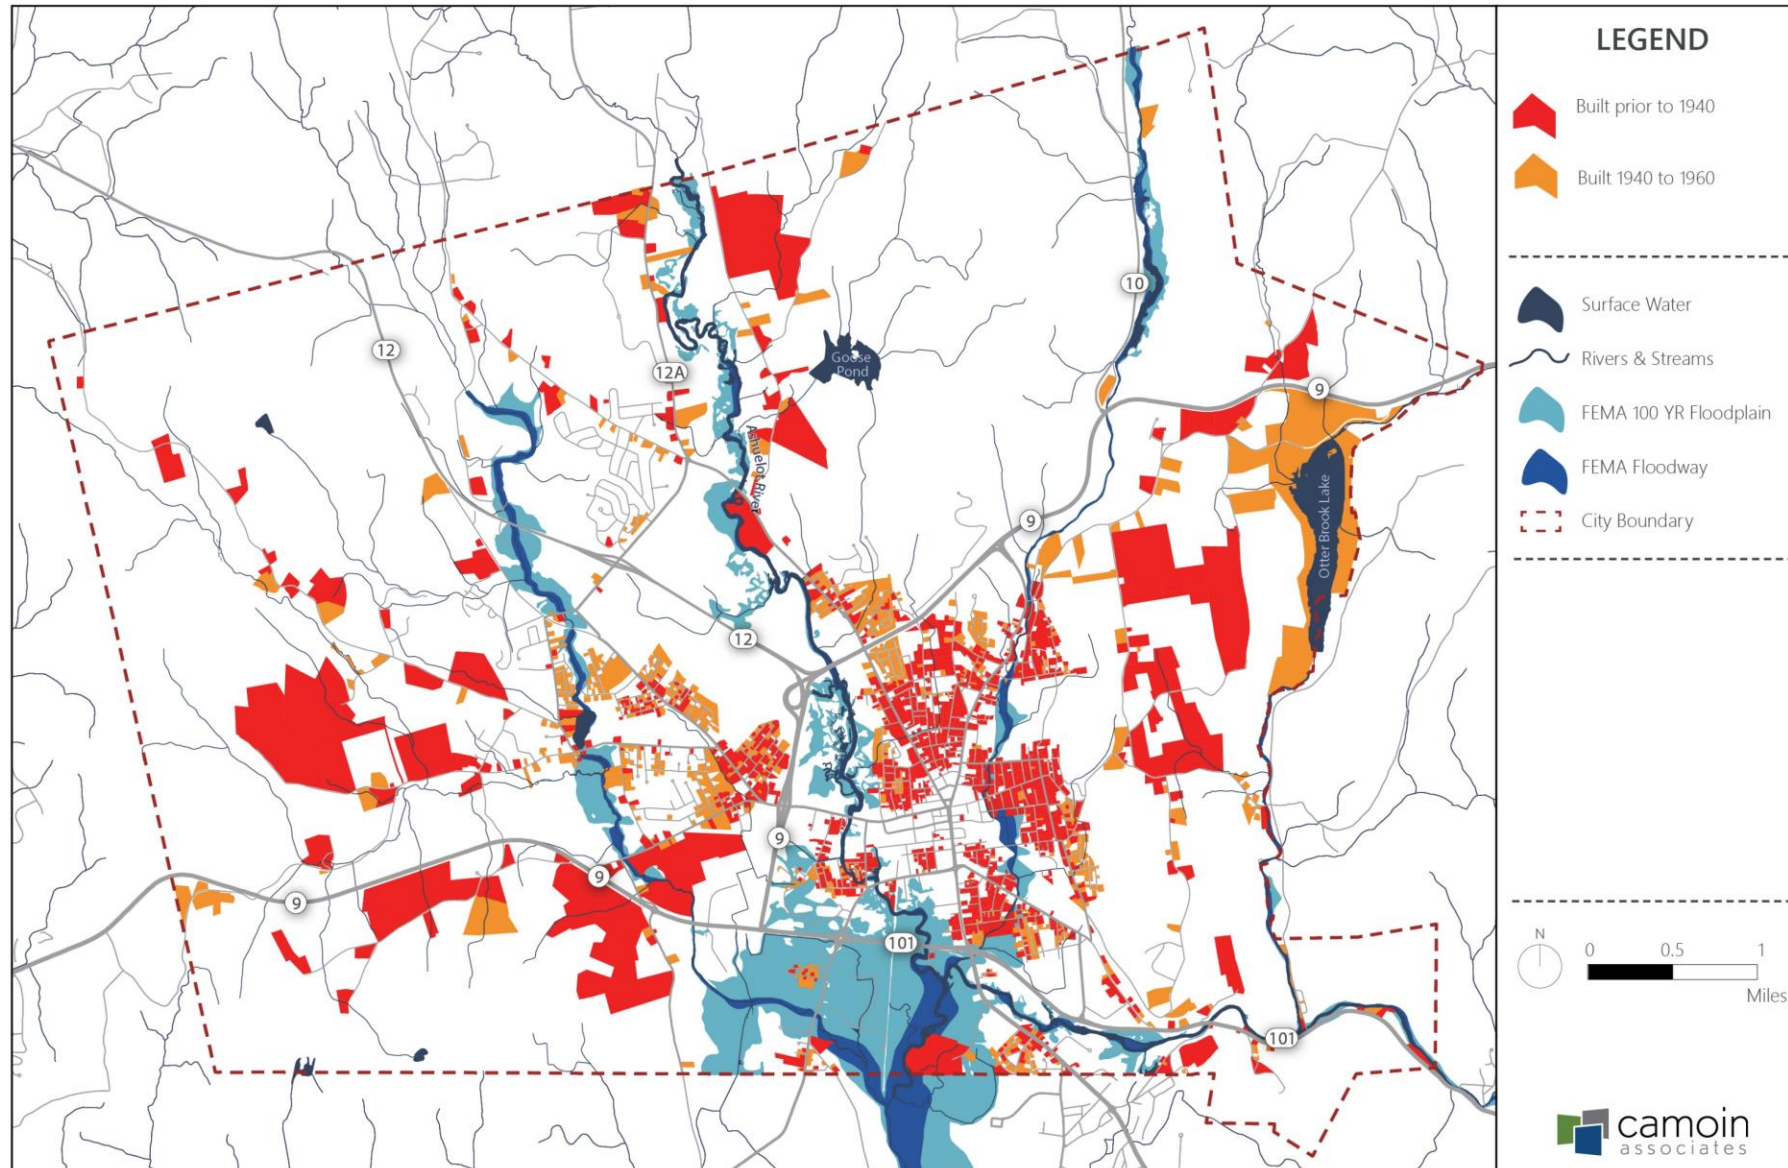 LEGEND
Built prior to 1940
Built 1940 to 1960
Surface Water
Rivers & Streams
FEMA 100 YR Floodplain
FEMA Floodway
City Boundary
N
0 0.5 1
Miles
camoin
associates
10
12
12A
Goose
Pond
9
Ashuelot River
9
Otter Brook Lake
12
9
9
9
101
101